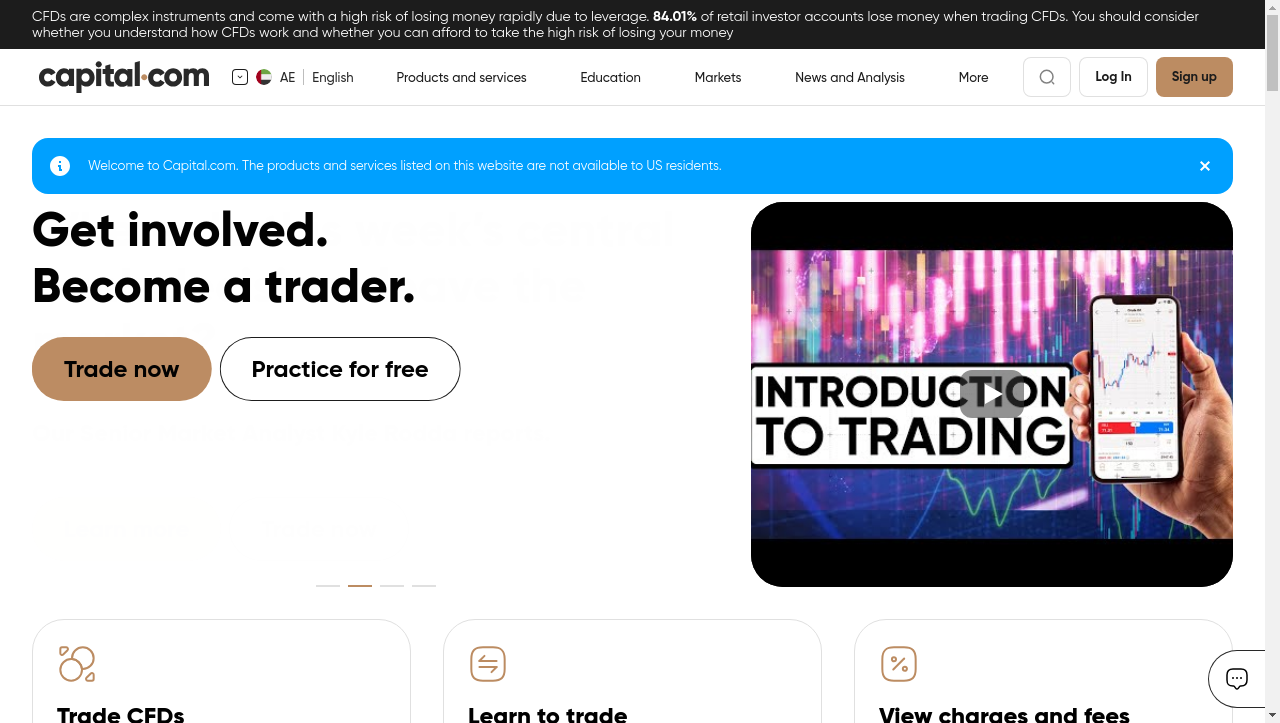 CFDs are complex instruments and come with a high risk of losing money rapidly due to leverage. 84.01% of retail investor accounts lose money when trading CFDs. You should consider
whether you understand how CFDs work and whether you can afford to take the high risk of losing your money
capital.com
AE English
Products and services
Education
Markets
News and Analysis
More
Log In
Sign up
Welcome to Capital.com. The products and services listed on this website are not available to US residents.
Get involved.
Become a trader.
Trade now
Practice for free
INTRODUCTION
TO TRADING
Trade CFDs
Learn to trade
View charges and fees